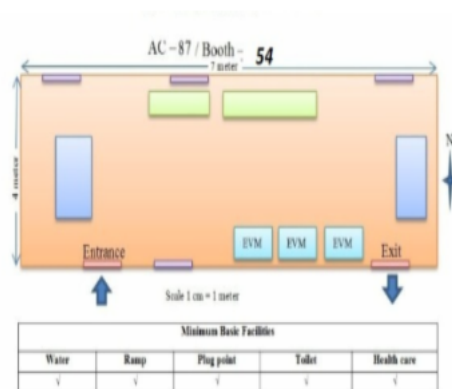 AC – 87 / Booth - 54
7 meter
4 meter
N
Entrance
EVM EVM EVM
Exit
Scale 1 cm = 1 meter
Minimum Basic Facilities
Water Ramp Plug point Toilet Health care
√ √ √ √ √